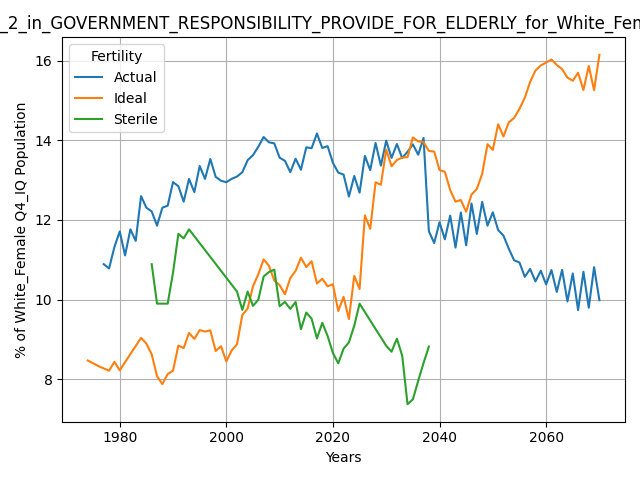 _2_in_GOVERNMENT_RESPONSIBILITY_PROVIDE_FOR_ELDERLY_for_White_Fem
Fertility
Actual
Ideal
Sterile
% of White_Female Q4_IQ Population
16
14
12
10
8
1980 2000 2020 2040 2060
Years